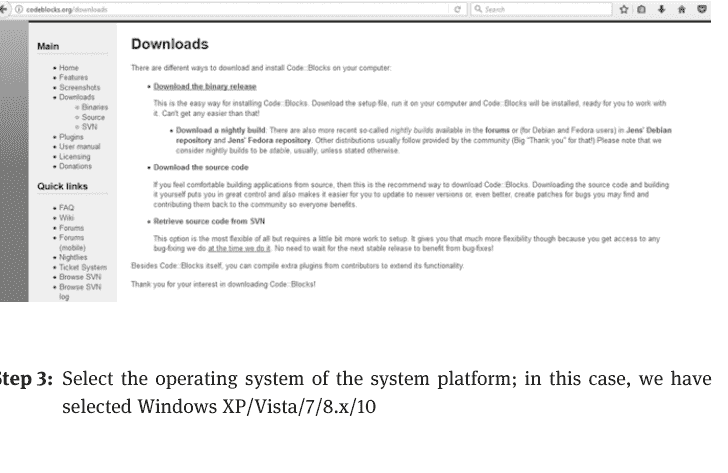 codeblocks.org/downloads
Search
Main
Home
Features
Screenshots
Downloads
Binaries
Source
SVN
Plugins
User manual
Licensing
Donations
Quick links
FAQ
Wiki
Forums
Forums
(mobile)
Nightlies
Ticket System
Browse SVN
Browse SVN
log
Downloads
There are different ways to download and install Code::Blocks on your computer:
Download the binary release
This is the easy way for installing Code::Blocks. Download the setup file, run it on your computer and Code::Blocks will be installed, ready for you to work with
it. Can't get any easier than that!
Download a nightly build: There are also more recent so-called nightly builds available in the forums or (for Debian and Fedora users) in Jens' Debian
repository and Jens' Fedora repository. Other distributions usually follow provided by the community (Big "Thank you" for that!) Please note that we
consider nightly builds to be stable, usually, unless stated otherwise.
Download the source code
If you feel comfortable building applications from source, then this is the recommend way to download Code::Blocks. Downloading the source code and building
it yourself puts you in great control and also makes it easier for you to update to newer versions or, even better, create patches for bugs you may find and
contributing them back to the community so everyone benefits.
Retrieve source code from SVN
This option is the most flexible of all but requires a little bit more work to setup. It gives you that much more flexibility though because you get access to any
bug-fixing we do at the time we do it. No need to wait for the next stable release to benefit from bug-fixes!
Besides Code::Blocks itself, you can compile extra plugins from contributors to extend its functionality.
Thank you for your interest in downloading Code::Blocks!
Step 3: Select the operating system of the system platform; in this case, we have
selected Windows XP/Vista/7/8.x/10